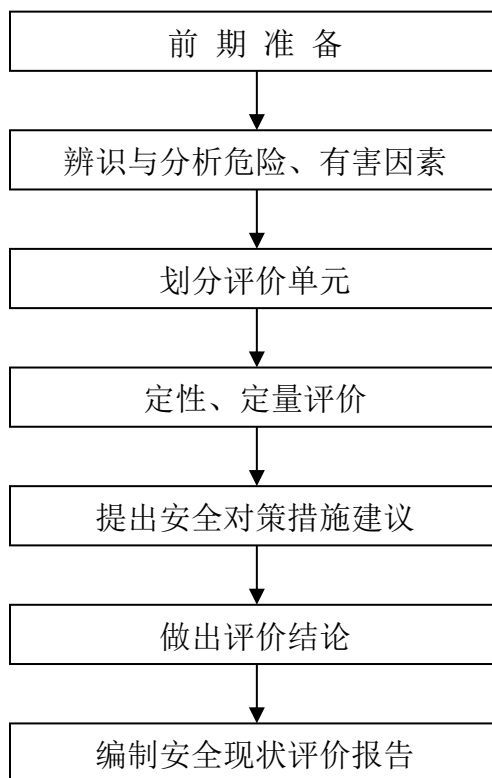 前 期 准 备
辨识与分析危险、有害因素
划分评价单元
定性、定量评价
提出安全对策措施建议
做出评价结论
编制安全现状评价报告